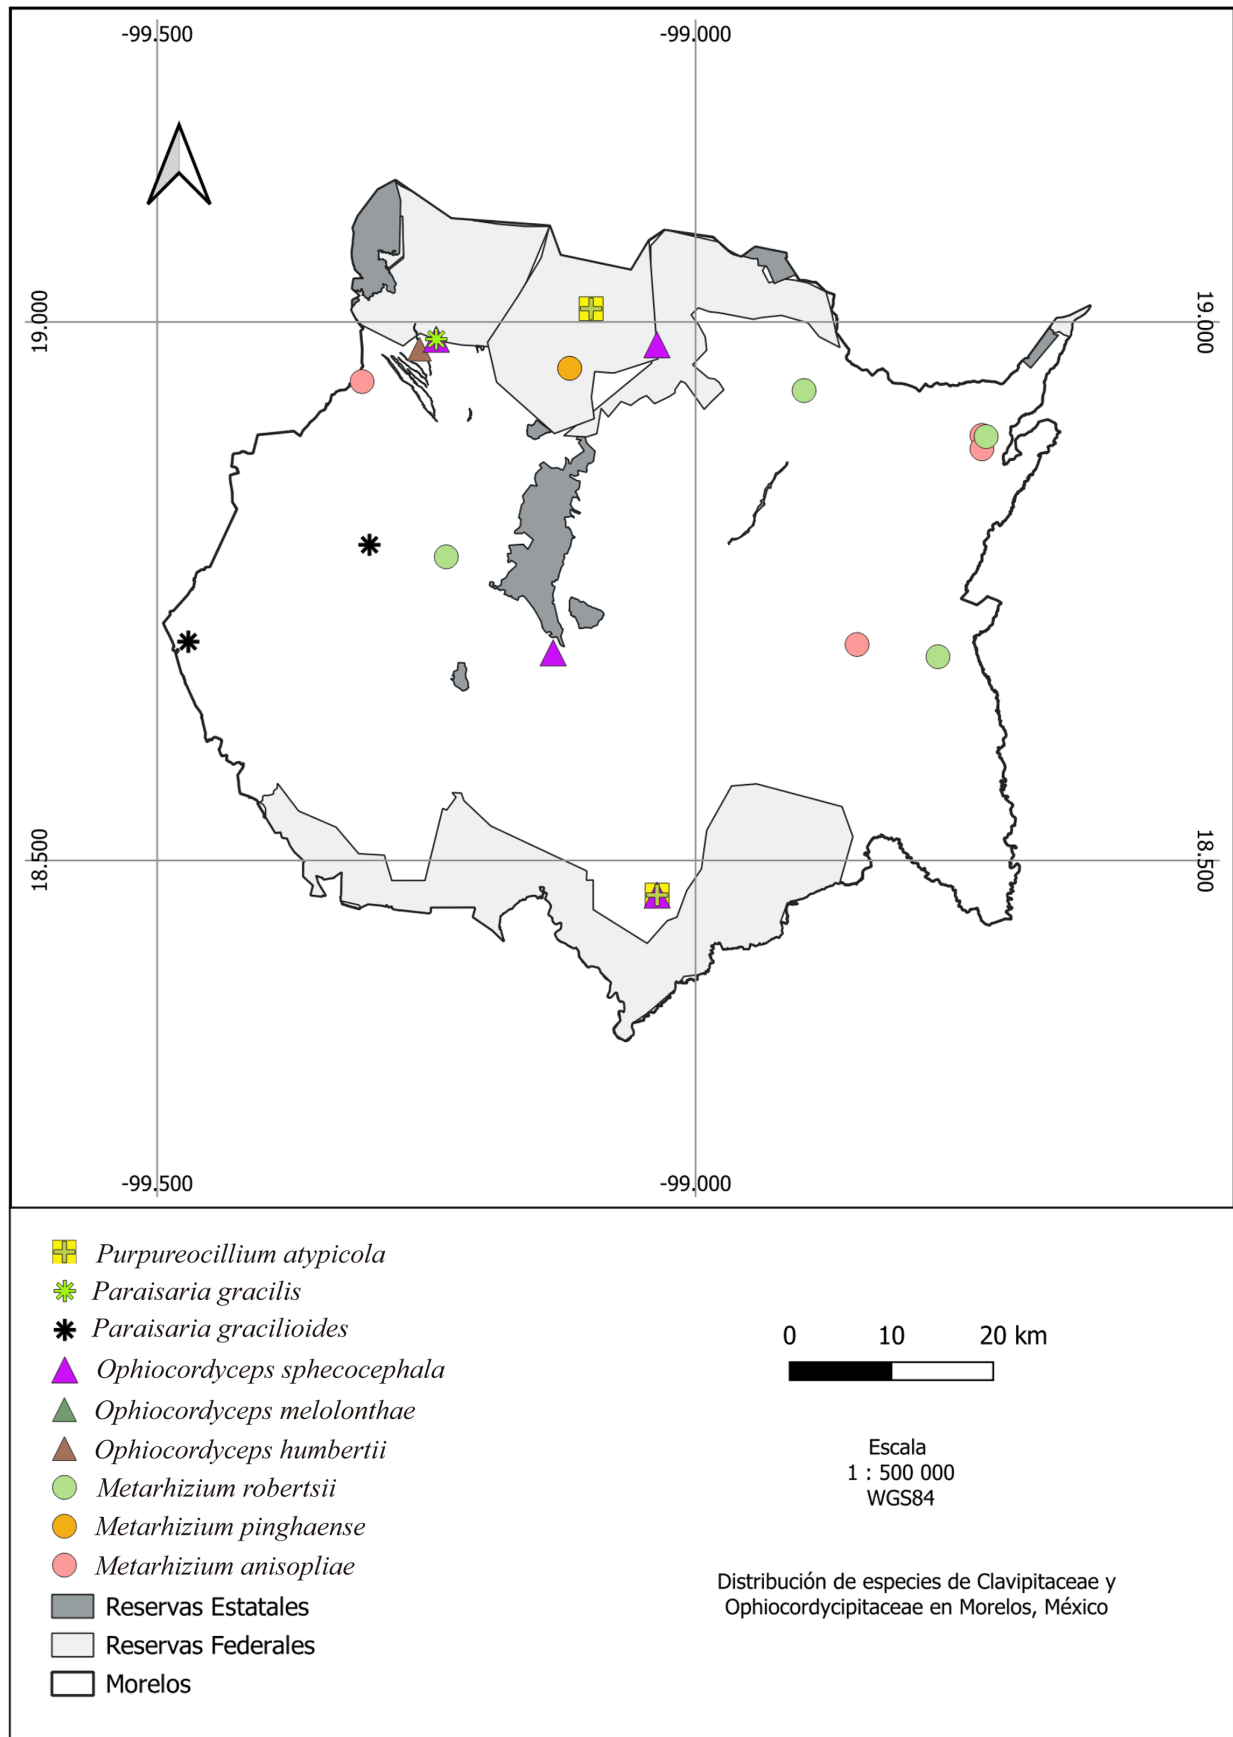 -99.500 -99.000
19.000 19.000
18.500 18.500
-99.500 -99.000
Purpureocillium atypicola
Paraisaria gracilis
Paraisaria gracilioides
Ophiocordyceps sphecocephala
Ophiocordyceps melolonthae
Ophiocordyceps humbertii
Metarhizium robertsii
Metarhizium pinghaense
Metarhizium anisopliae
Reservas Estatales
Reservas Federales
Morelos
0 10 20 km
Escala
1 : 500 000
WGS84
Distribución de especies de Clavipitaceae y
Ophiocordycipitaceae en Morelos, México